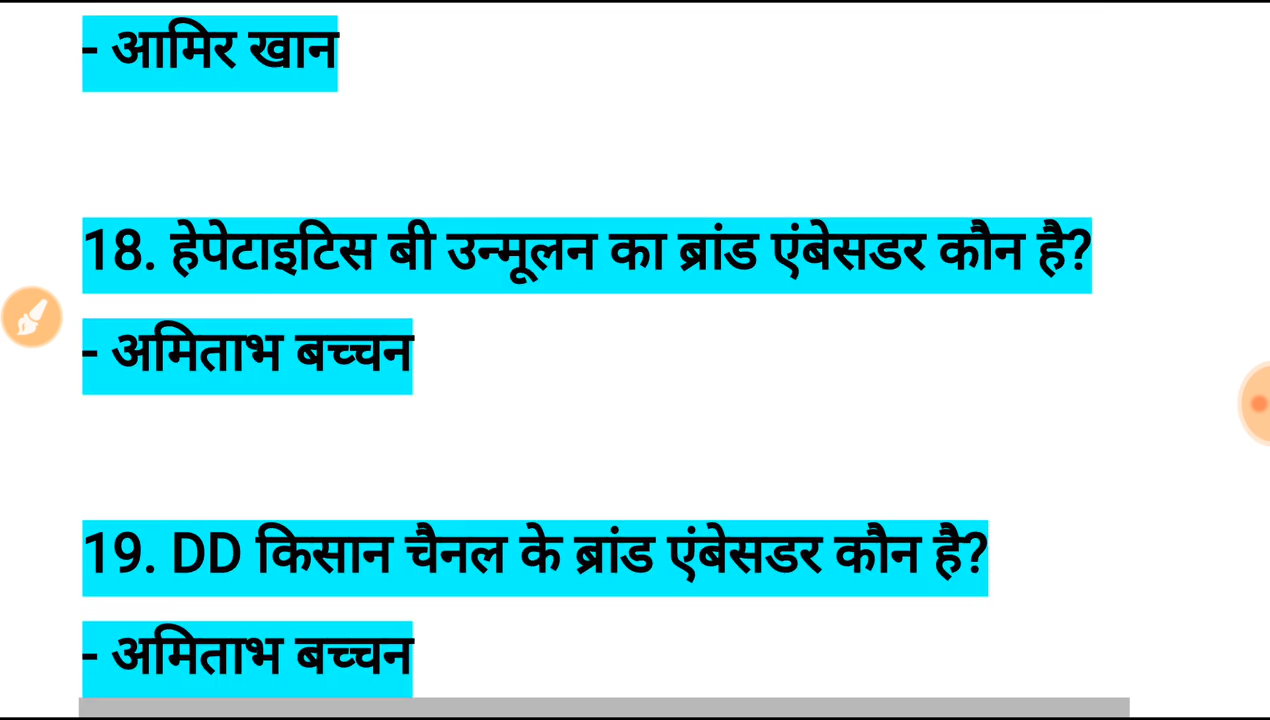 - आमिर खान
18. हेपेटाइटिस बी उन्मूलन का ब्रांड एंबेसडर कौन है?
- अमिताभ बच्चन
19. DD किसान चैनल के ब्रांड एंबेसडर कौन है?
- अमिताभ बच्चन